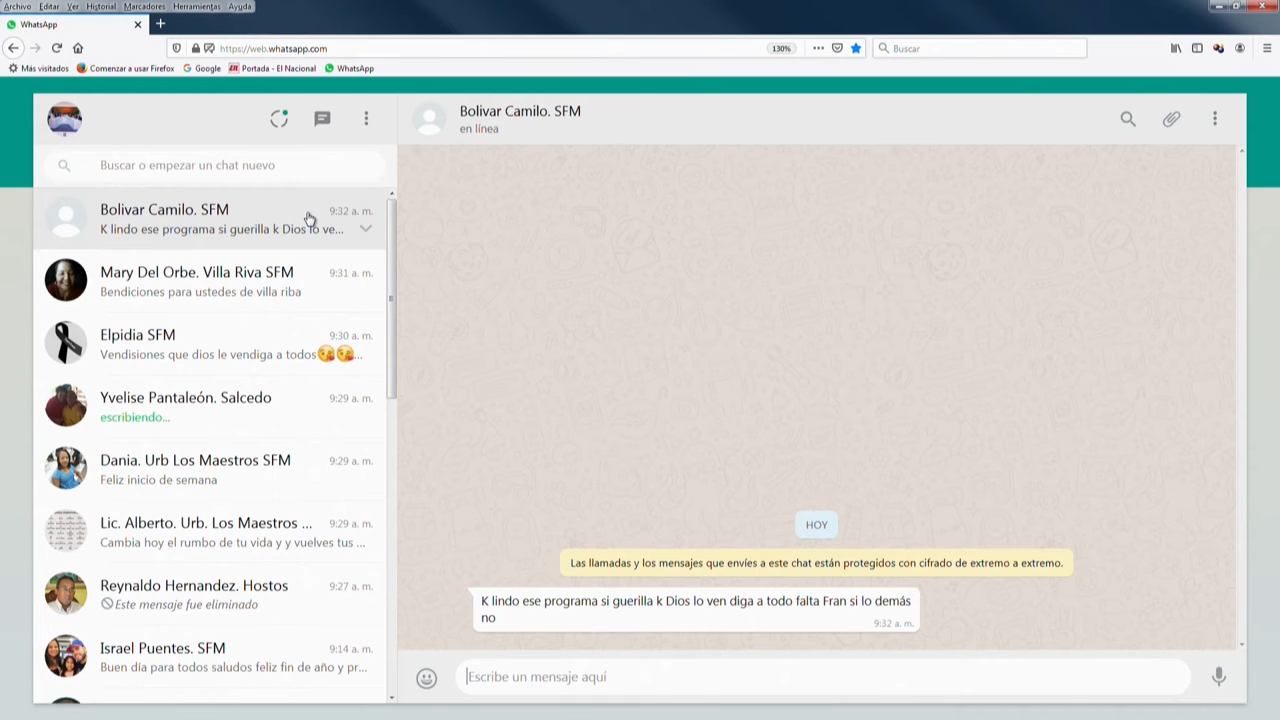 Archivo Editar Ver Historial Marcadores Herramientas Ayuda
WhatsApp
https://web.whatsapp.com
130%
Buscar
Más visitados Comenzar a usar Firefox Google Portada - El Nacional WhatsApp
Bolivar Camilo. SFM
en línea
Buscar o empezar un chat nuevo
Bolivar Camilo. SFM 9:32 a. m.
K lindo ese programa si guerilla k Dios lo ve...
Mary Del Orbe. Villa Riva SFM 9:31 a. m.
Bendiciones para ustedes de villa riba
Elpidia SFM 9:30 a. m.
Vendisiones que dios le vendiga a todos😘😘...
Yvelise Pantaleón. Salcedo 9:29 a. m.
escribiendo...
Dania. Urb Los Maestros SFM 9:29 a. m.
Feliz inicio de semana
Lic. Alberto. Urb. Los Maestros ... 9:29 a. m.
Cambia hoy el rumbo de tu vida y y vuelves tus ...
Reynaldo Hernandez. Hostos 9:27 a. m.
Este mensaje fue eliminado
Israel Puentes. SFM 9:14 a. m.
Buen día para todos saludos feliz fin de año y pr...
HOY
Las llamadas y los mensajes que envíes a este chat están protegidos con cifrado de extremo a extremo.
K lindo ese programa si guerilla k Dios lo ven diga a todo falta Fran si lo demás
no
9:32 a. m.
Escribe un mensaje aquí